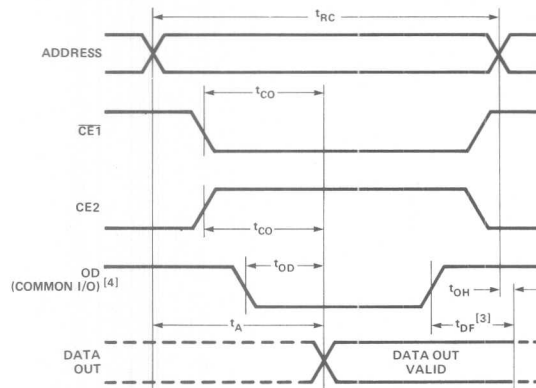 tRC
ADDRESS
tCO
CE1
CE2
tCO
OD
(COMMON I/O) [4]
tOD
tOH
tA
tDF [3]
DATA
OUT
DATA OUT
VALID